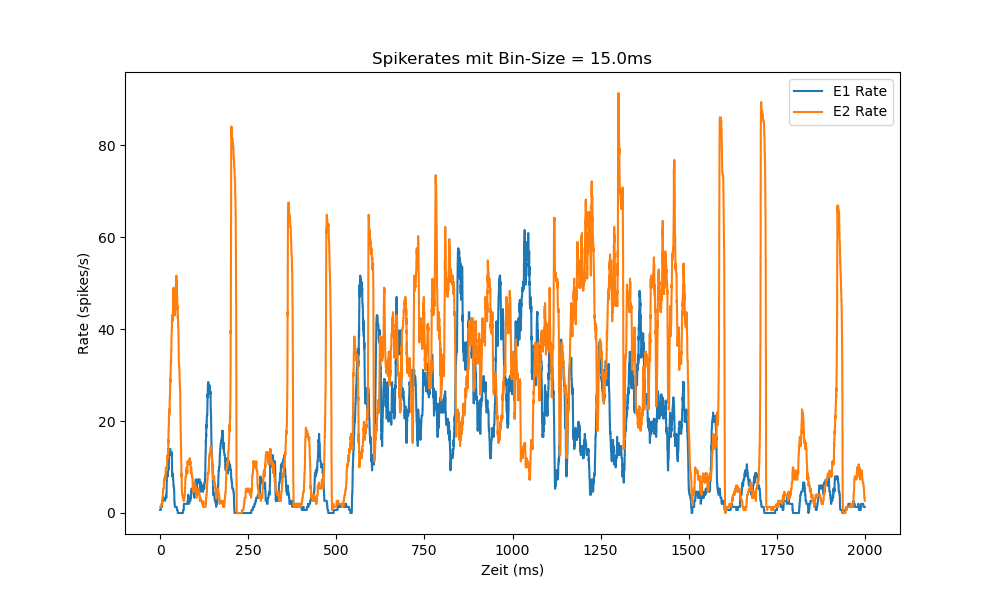 Spikerates mit Bin-Size = 15.0ms
E1 Rate
E2 Rate
Rate (spikes/s)
80
60
40
20
0
0 250 500 750 1000 1250 1500 1750 2000
Zeit (ms)